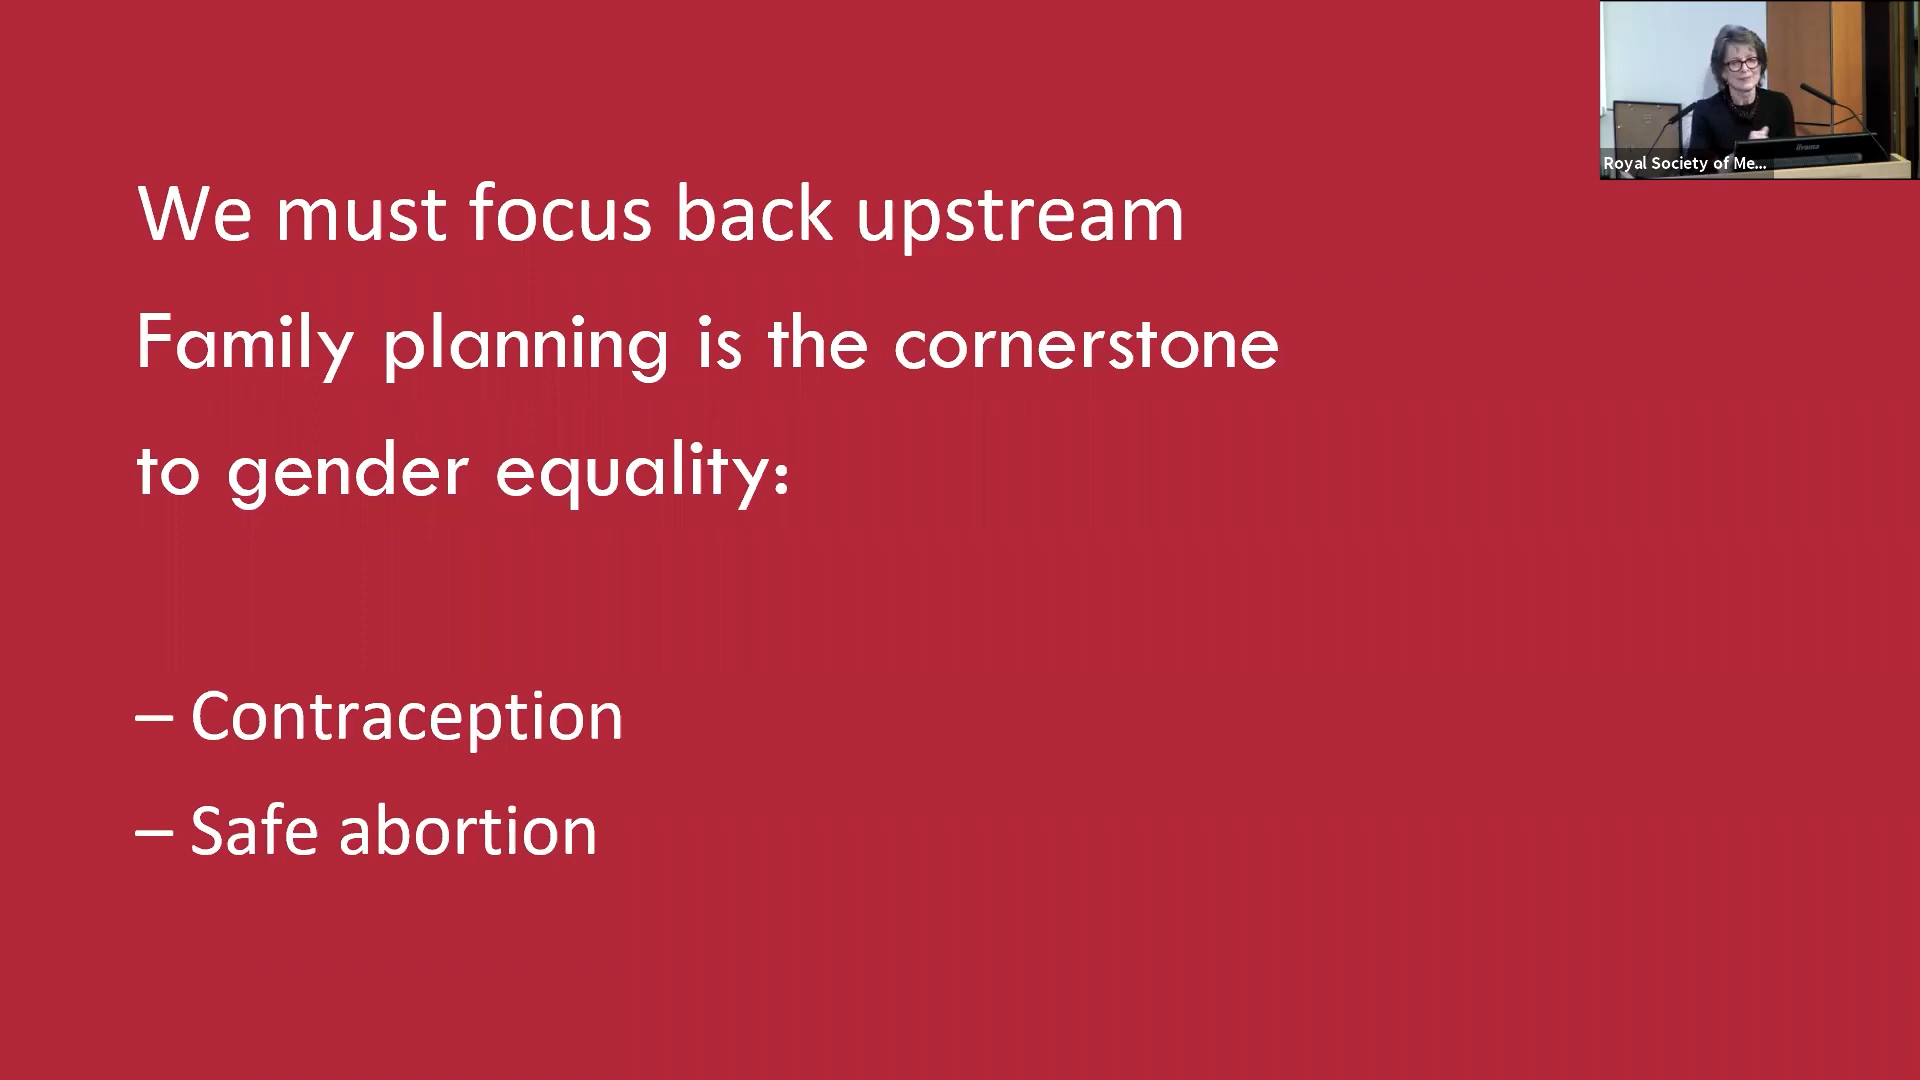 We must focus back upstream
Family planning is the cornerstone
to gender equality:
– Contraception
– Safe abortion
Royal Society of Me...
iiyama